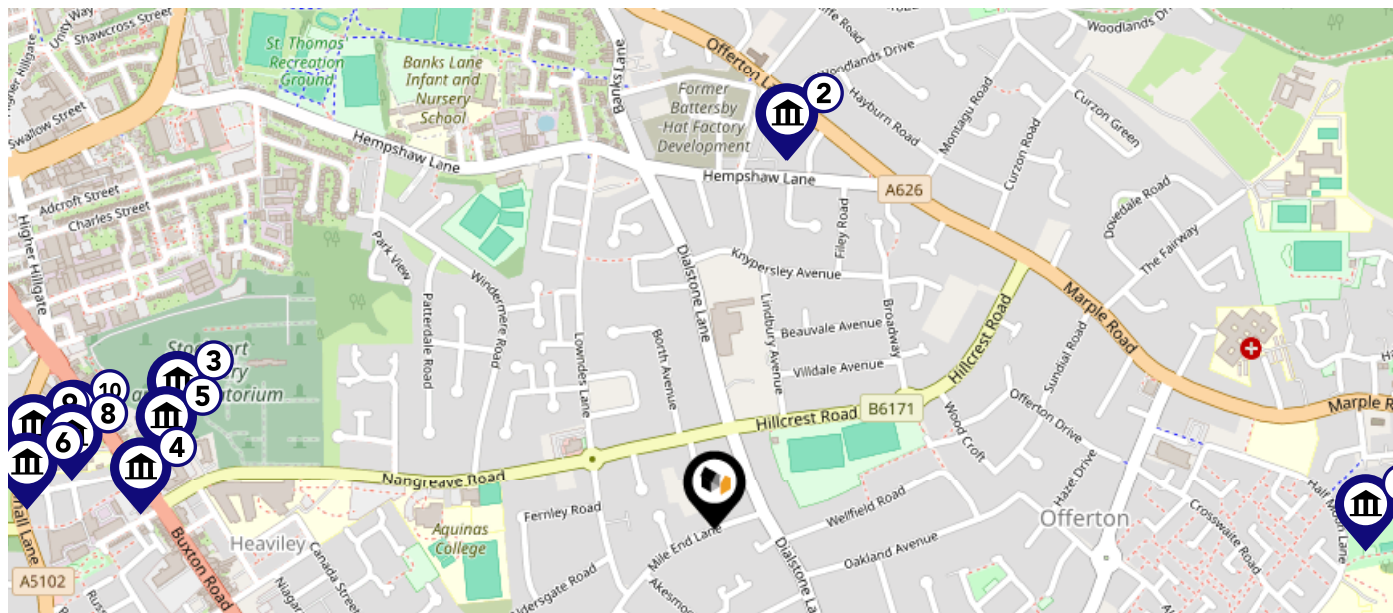 Unity Way
Shawcross Street
Higher Hillgate
Swallow Street
St. Thomas'
Recreation
Ground
Banks Lane
Infant and
Nursery
School
Banks Lane
Offerton L
Woodlands Drive
Woodlands Dr
Former
Battersby
Hat Factory
Development
2
Hayburn Road
Montagu Road
Curzon Green
Curzon Road
Hempshaw Lane
Hempshaw Lane
A626
Adcroft Street
Charles Street
Higher Hillgate
Park View
Windermere Road
Patterdale Road
Dialstone Lane
Knypersley Avenue
Filey Road
Dovedale Road
The Fairway
Lindbury Avenue
Beauvale Avenue
Broadway
Villdale Avenue
Hillcrest Road
Marple Road
Sundial Road
Lowndes Lane
Borth Avenue
3
5
10
9
8
6
4
Hillcrest Road
B6171
Marple R
Offerton Drive
Wood Croft
Hazel Drive
Nangreave Road
Fernley Road
Aquinas
College
Mile End Lane
Wellfield Road
Oakland Avenue
Offerton
Half Moon Lane
Crosswaite Road
Heaviley
Canada Street
Buxton Road
A5102
Dialstone La